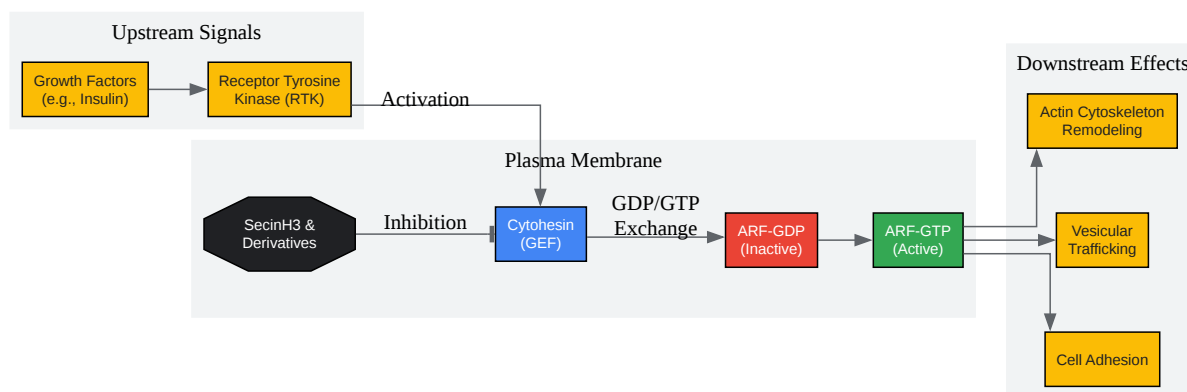 Upstream Signals
Growth Factors
(e.g., Insulin)
Receptor Tyrosine
Kinase (RTK)
Activation
Plasma Membrane
SecinH3 &
Derivatives
Inhibition
Cytohesin
(GEF)
GDP/GTP
Exchange
ARF-GDP
(Inactive)
ARF-GTP
(Active)
Downstream Effects
Actin Cytoskeleton
Remodeling
Vesicular
Trafficking
Cell Adhesion